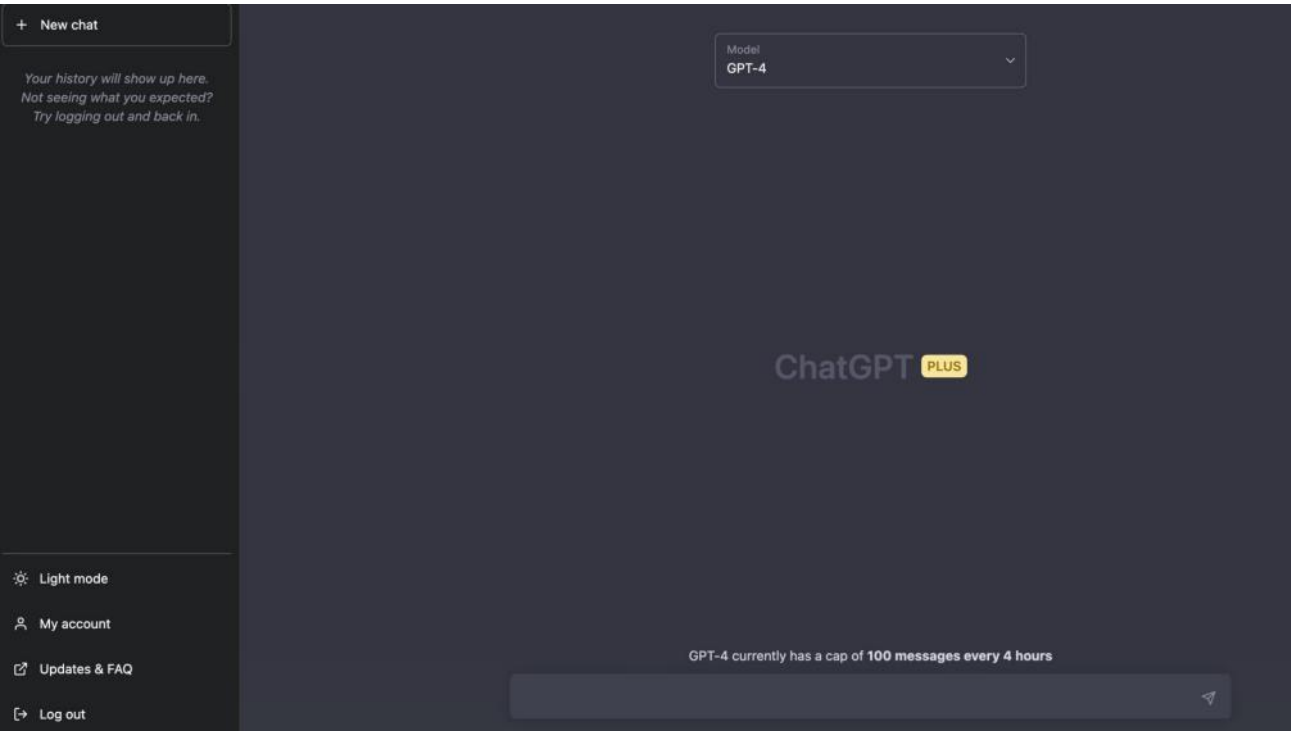 New chat
Your history will show up here.
Not seeing what you expected?
Try logging out and back in.
Light mode
My account
Updates & FAQ
Log out
Model
GPT-4
ChatGPT PLUS
GPT-4 currently has a cap of 100 messages every 4 hours